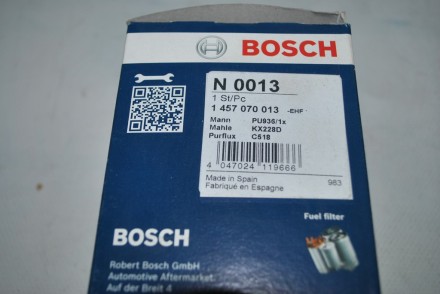 BOSCH
N 0013
1 St/Pc
1 457 070 013 -EHF
Mann PU936/1x
Mahle KX228D
Purflux C518
4 047024 119666
Made in Spain
Fabriqué en Espagne 983
Fuel filter
BOSCH
Robert Bosch GmbH
Automotive Aftermarket
Auf der Breit 4